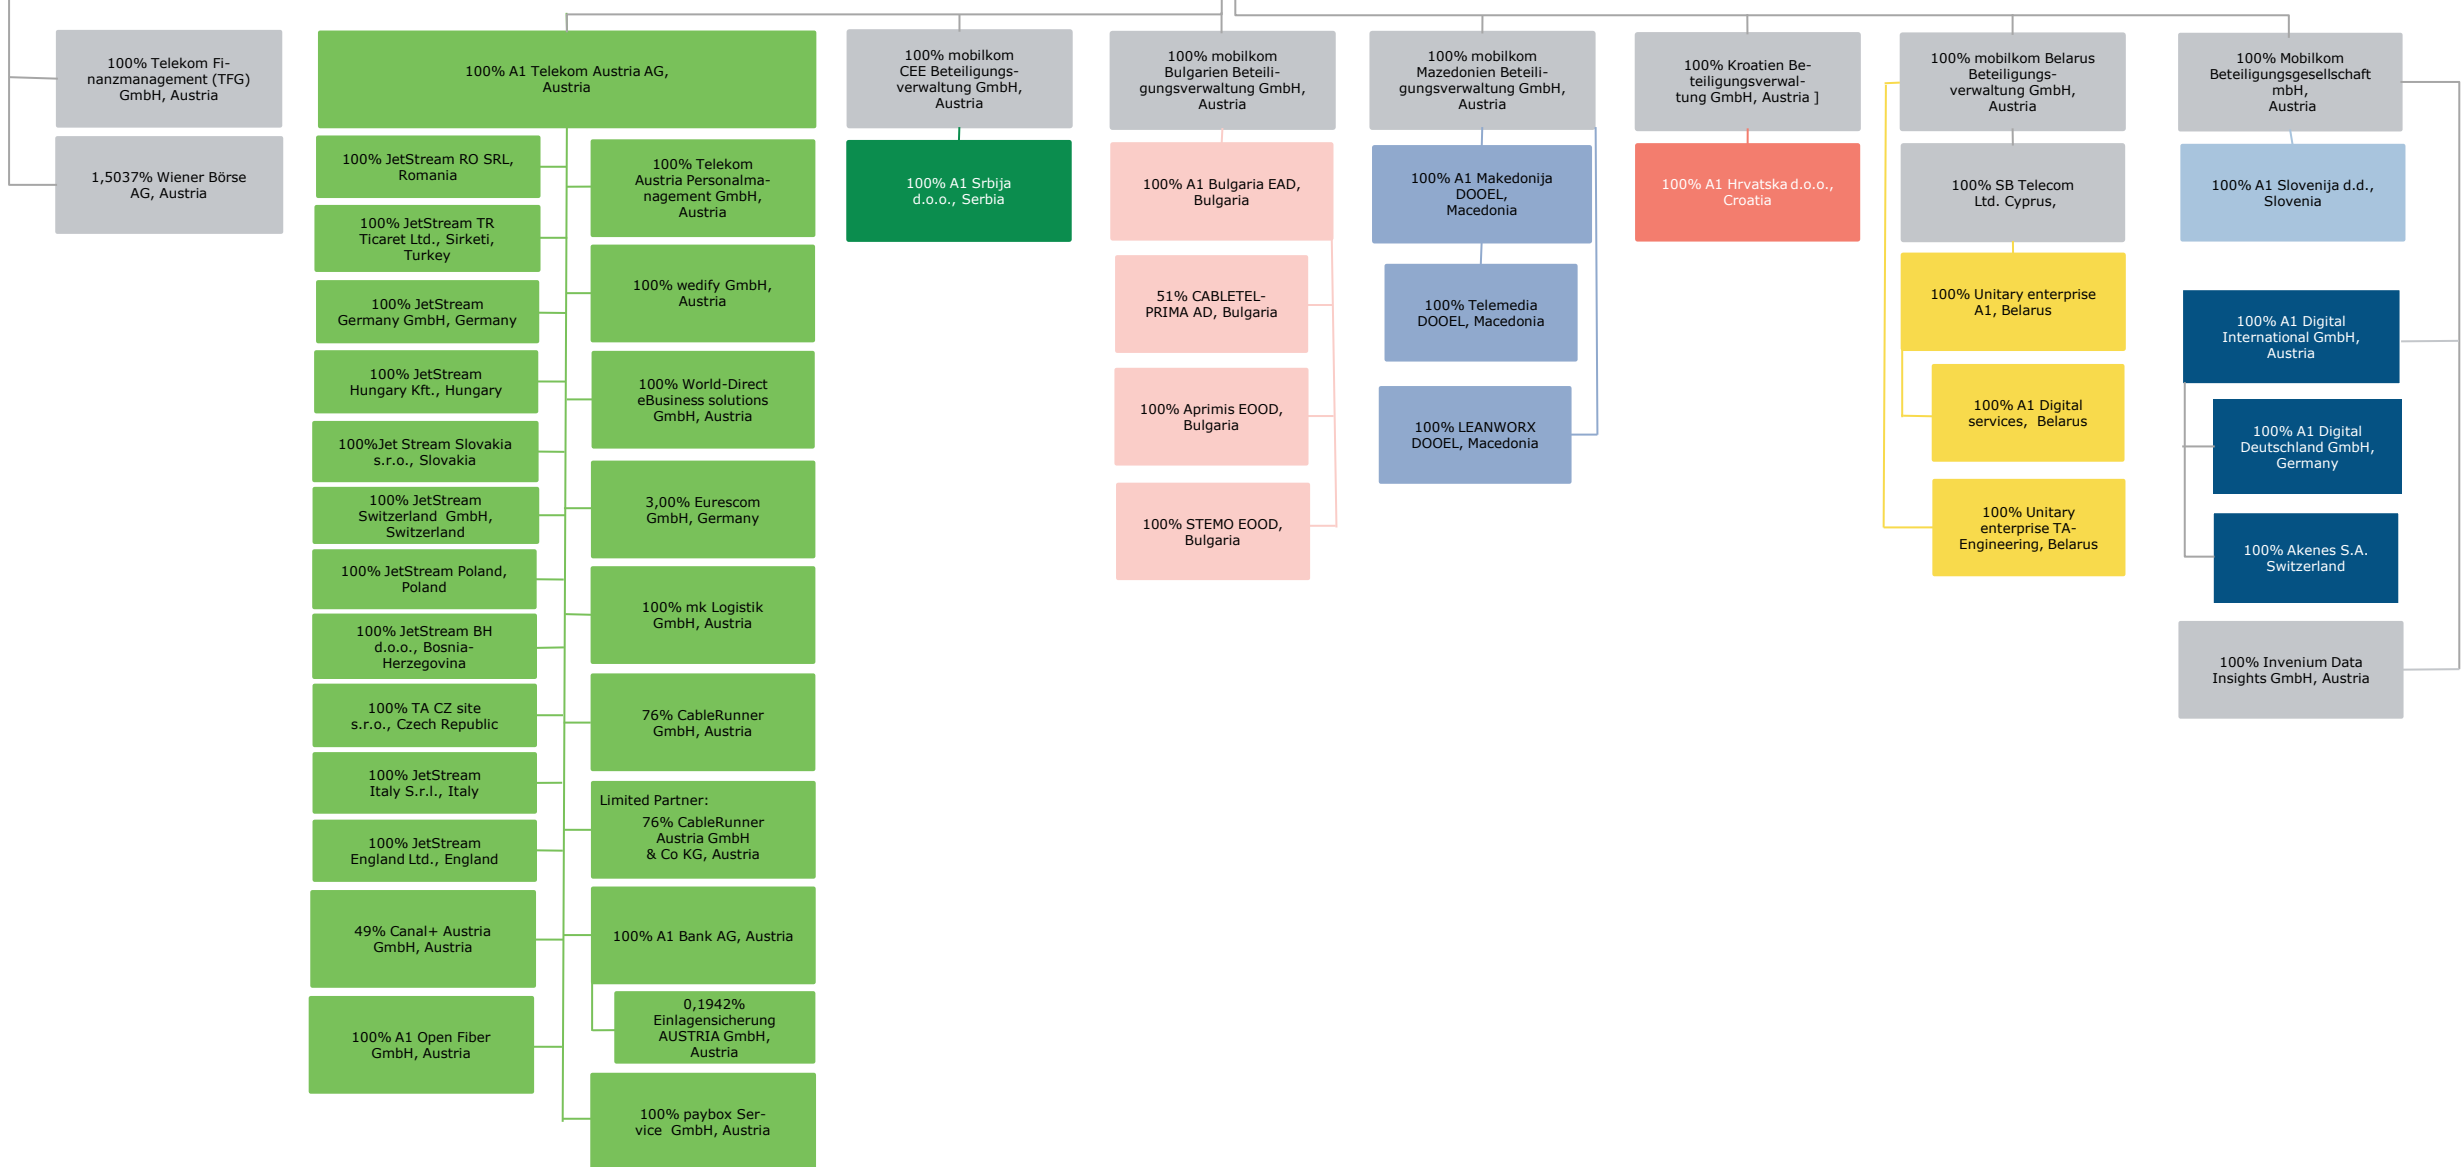 100% Telekom Fi-
nanzmanagement (TFG)
GmbH, Austria
1,5037% Wiener Börse
AG, Austria
100% A1 Telekom Austria AG,
Austria
100% JetStream RO SRL,
Romania
100% JetStream TR
Ticaret Ltd., Sirketi,
Turkey
100% JetStream
Germany GmbH, Germany
100% JetStream
Hungary Kft., Hungary
100%Jet Stream Slovakia
s.r.o., Slovakia
100% JetStream
Switzerland  GmbH,
Switzerland
100% JetStream Poland,
Poland
100% JetStream BH
d.o.o., Bosnia-
Herzegovina
100% TA CZ site
s.r.o., Czech Republic
100% JetStream
Italy S.r.l., Italy
100% JetStream
England Ltd., England
49% Canal+ Austria
GmbH, Austria
100% A1 Open Fiber
GmbH, Austria
100% Telekom
Austria Personalma-
nagement GmbH,
Austria
100% wedify GmbH,
Austria
100% World-Direct
eBusiness solutions
GmbH, Austria
3,00% Eurescom
GmbH, Germany
100% mk Logistik
GmbH, Austria
76% CableRunner
GmbH, Austria
Limited Partner:
76% CableRunner
Austria GmbH
& Co KG, Austria
100% A1 Bank AG, Austria
0,1942%
Einlagensicherung
AUSTRIA GmbH,
Austria
100% paybox Ser-
vice  GmbH, Austria
100% mobilkom
CEE Beteiligungs-
verwaltung GmbH,
Austria
100% A1 Srbija
d.o.o., Serbia
100% mobilkom
Bulgarien Beteili-
gungsverwaltung GmbH,
Austria
100% A1 Bulgaria EAD,
Bulgaria
51% CABLETEL-
PRIMA AD, Bulgaria
100% Aprimis EOOD,
Bulgaria
100% STEMO EOOD,
Bulgaria
100% mobilkom
Mazedonien Beteili-
gungsverwaltung GmbH,
Austria
100% A1 Makedonija
DOOEL,
Macedonia
100% Telemedia
DOOEL, Macedonia
100% LEANWORX
DOOEL, Macedonia
100% Kroatien Be-
teiligungsverwal-
tung GmbH, Austria ]
100% A1 Hrvatska d.o.o.,
Croatia
100% mobilkom Belarus
Beteiligungs-
verwaltung GmbH,
Austria
100% SB Telecom
Ltd. Cyprus,
100% Unitary enterprise
A1, Belarus
100% A1 Digital
services,  Belarus
100% Unitary
enterprise TA-
Engineering, Belarus
100% Mobilkom
Beteiligungsgesellschaft
mbH,
Austria
100% A1 Slovenija d.d.,
Slovenia
100% A1 Digital
International GmbH,
Austria
100% A1 Digital
Deutschland GmbH,
Germany
100% Akenes S.A.
Switzerland
100% Invenium Data
Insights GmbH, Austria